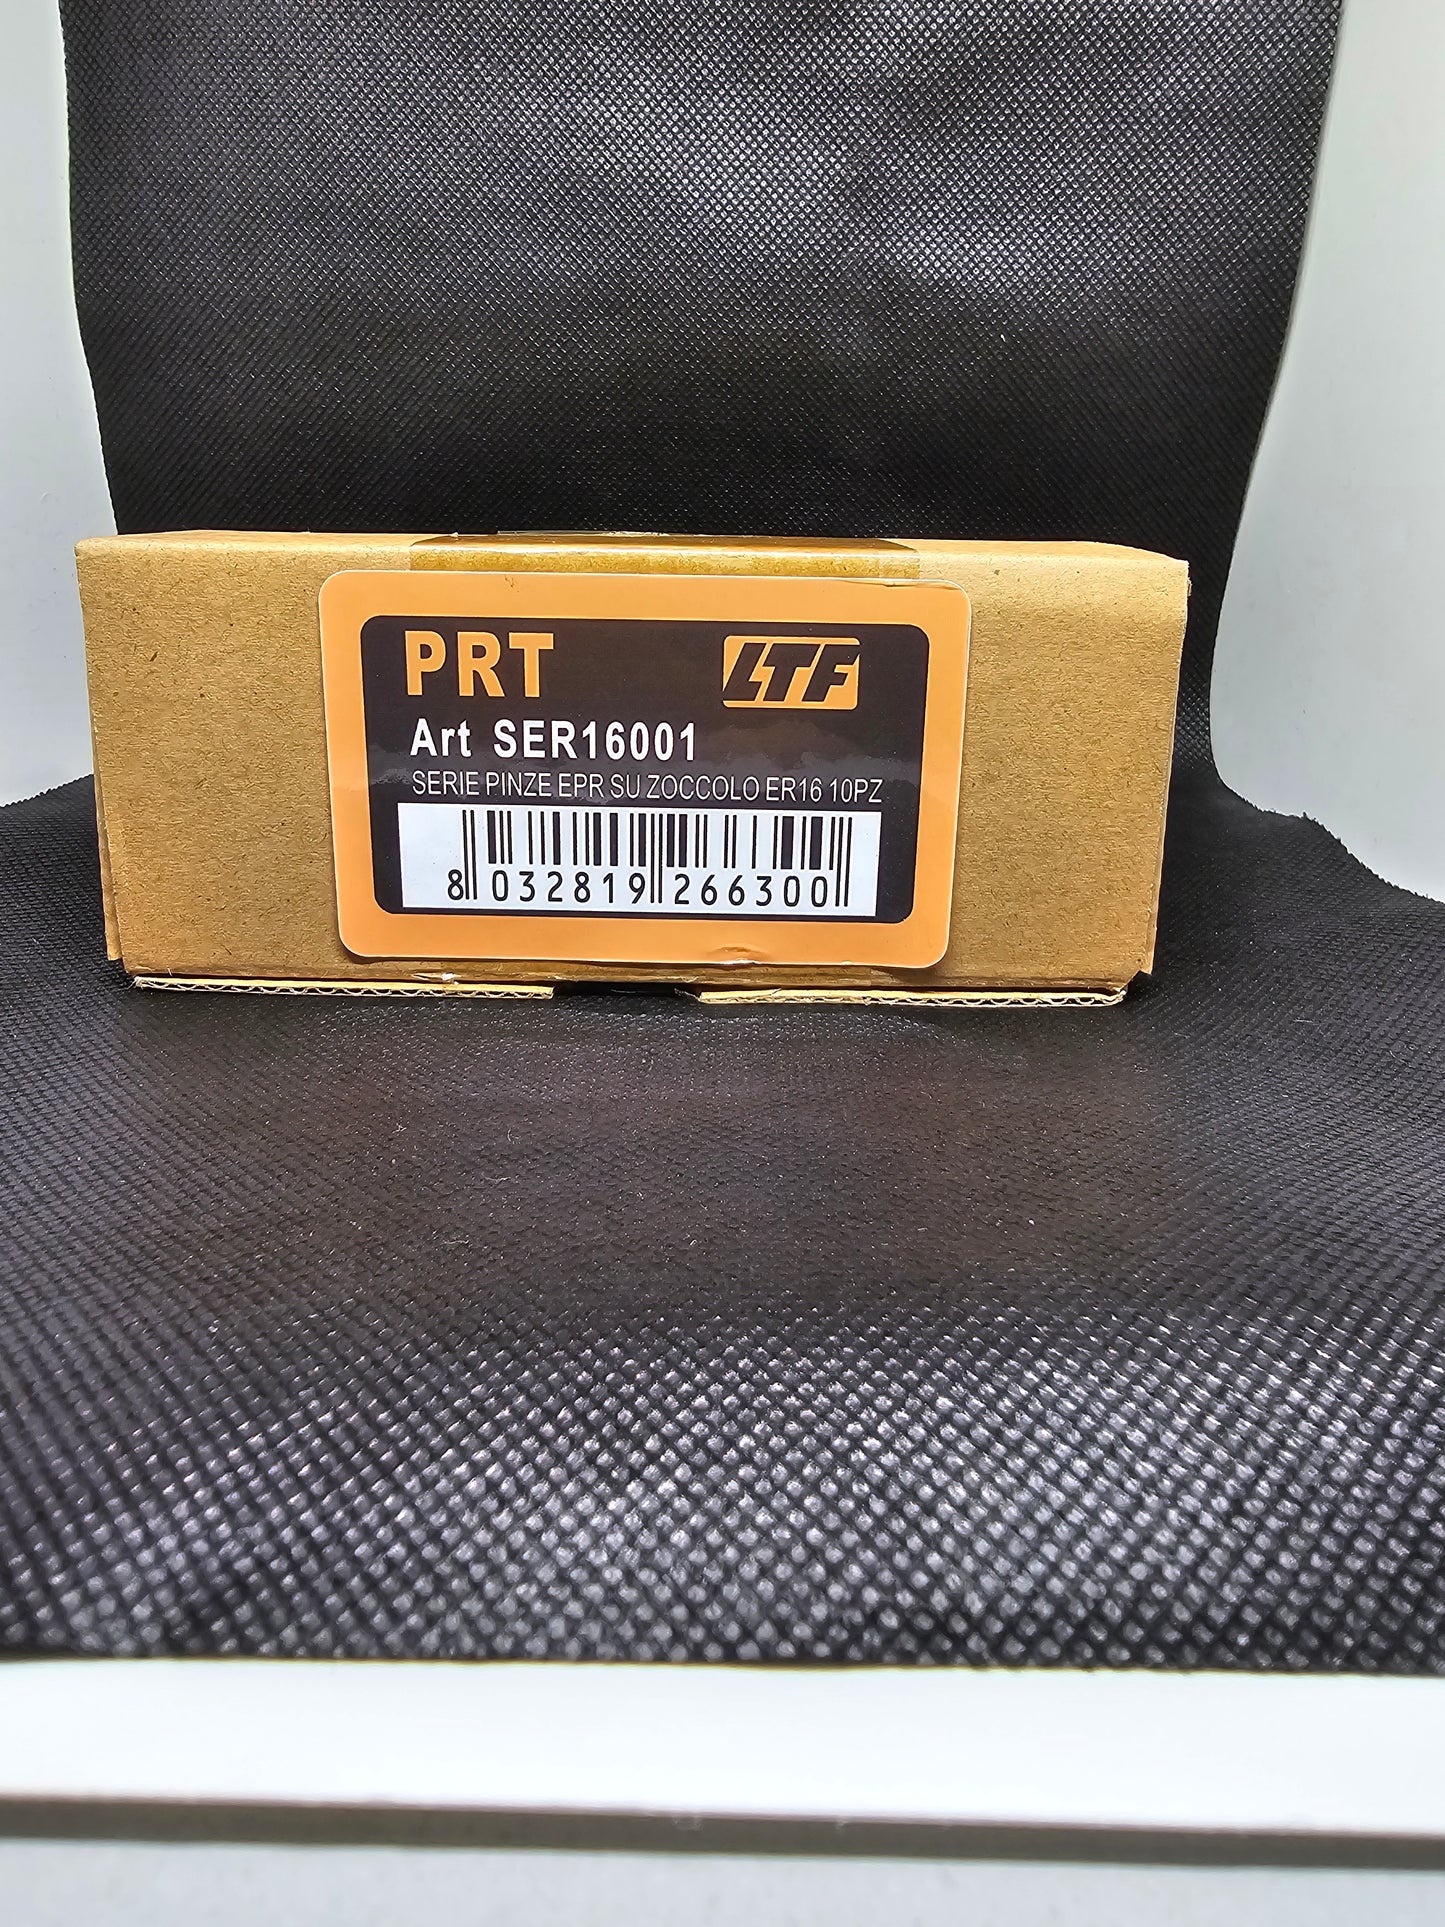 PRT
LTF
Art SER16001
SERIE PINZE EPR SU ZOCCOLO ER16 10PZ
8 032819 266300